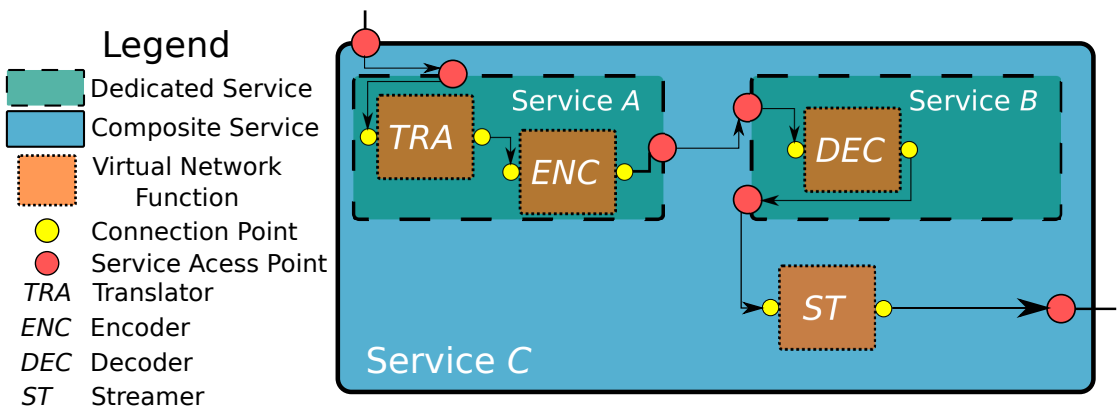 Legend
Dedicated Service
Composite Service
Virtual Network
Function
Connection Point
Service Acess Point
TRA Translator
ENC Encoder
DEC Decoder
ST Streamer
Service A
TRA
ENC
Service B
DEC
ST
Service C